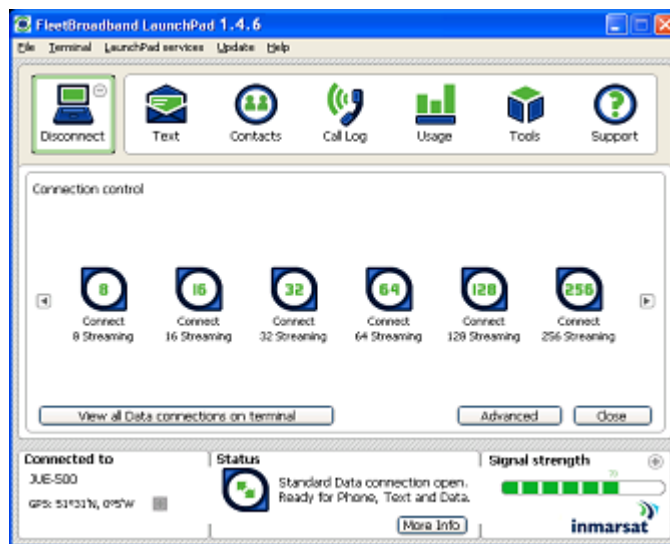 FleetBroadband LaunchPad 1.4.6
File Terminal LaunchPad services Update Help
Disconnect Text Contacts Call Log Usage Tools Support
Connection control
8 16 32 64 128 256
Connect Connect Connect Connect Connect Connect
8 Streaming 16 Streaming 32 Streaming 64 Streaming 128 Streaming 256 Streaming
View all Data connections on terminal Advanced Close
Connected to Status Signal strength
JUE-500
GPS: 51°31'N, 0°5'W
Standard Data connection open.
Ready for Phone, Text and Data.
More Info
inmarsat